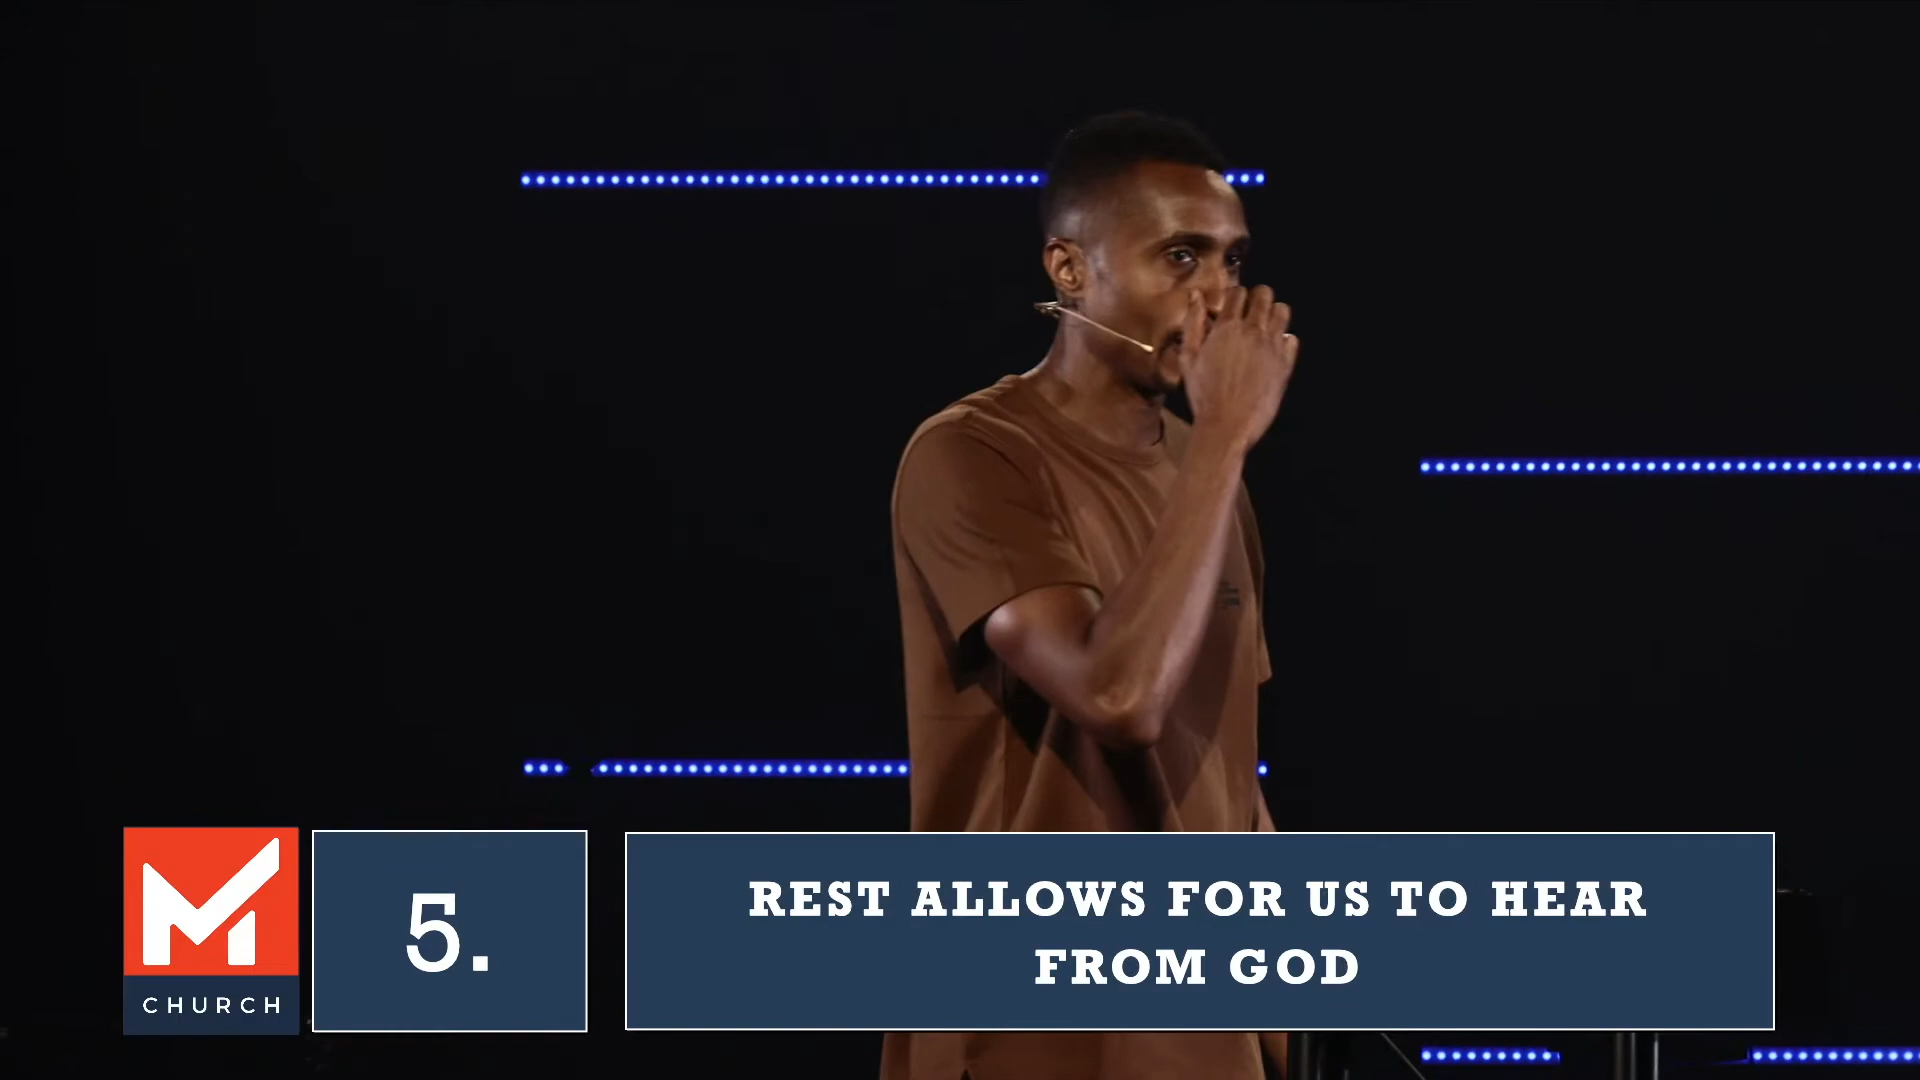 CHURCH
5.
REST ALLOWS FOR US TO HEAR
FROM GOD